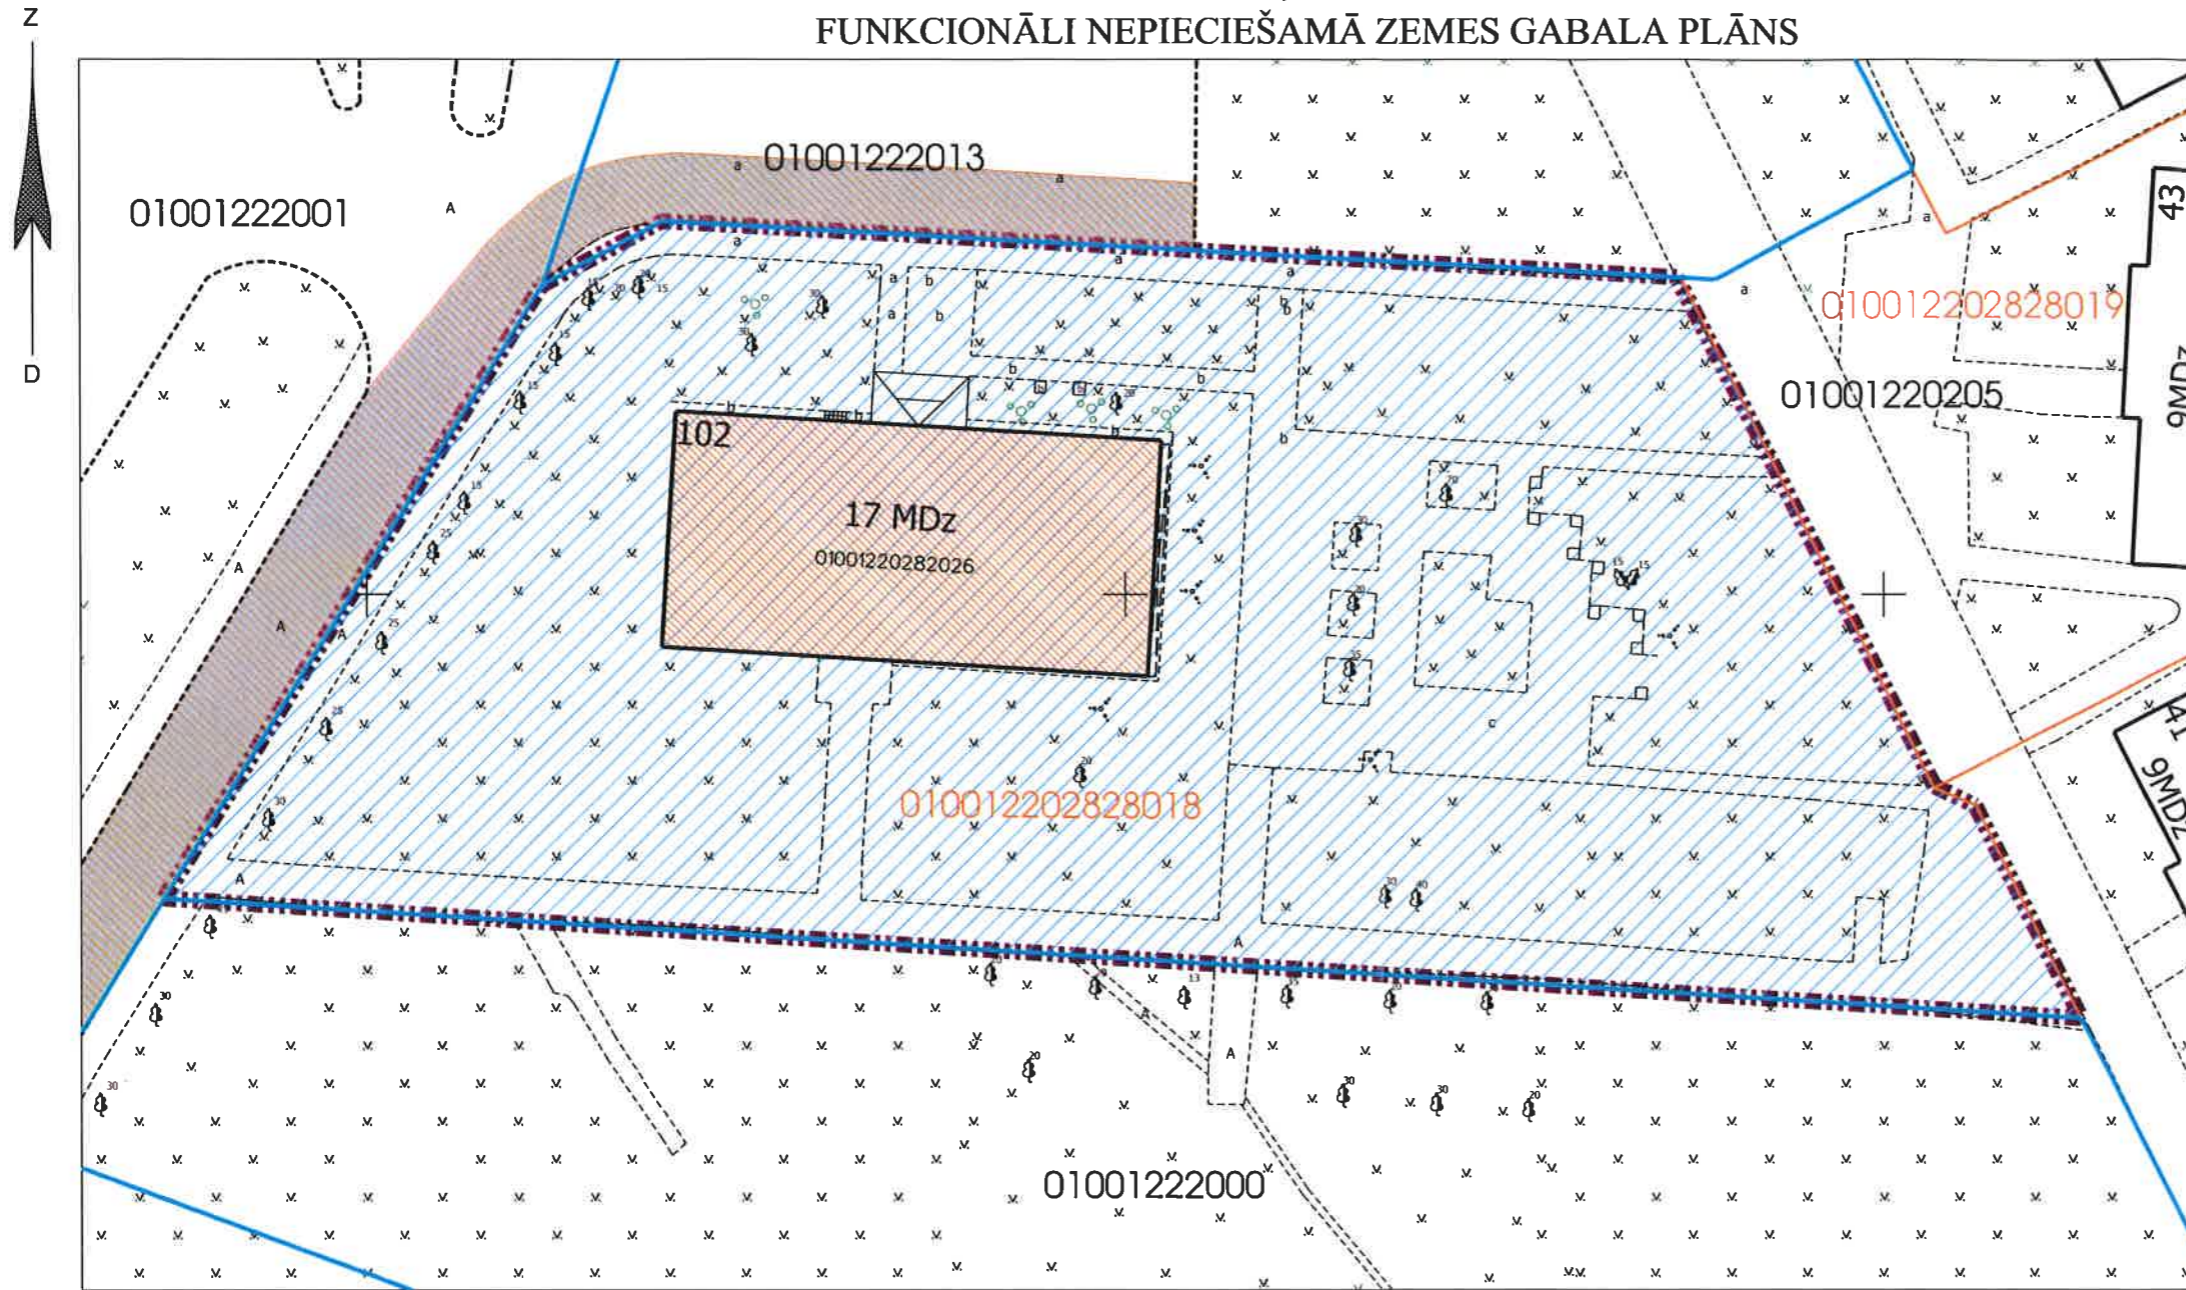 Z
FUNKCIONĀLI NEPIECIEŠAMĀ ZEMES GABALA PLĀNS
D
01001222013
01001222001
43
010012202828019
9MDz
01001220205
102
17 MDz
01001220282026
41
9MDz
010012202828018
01001222000